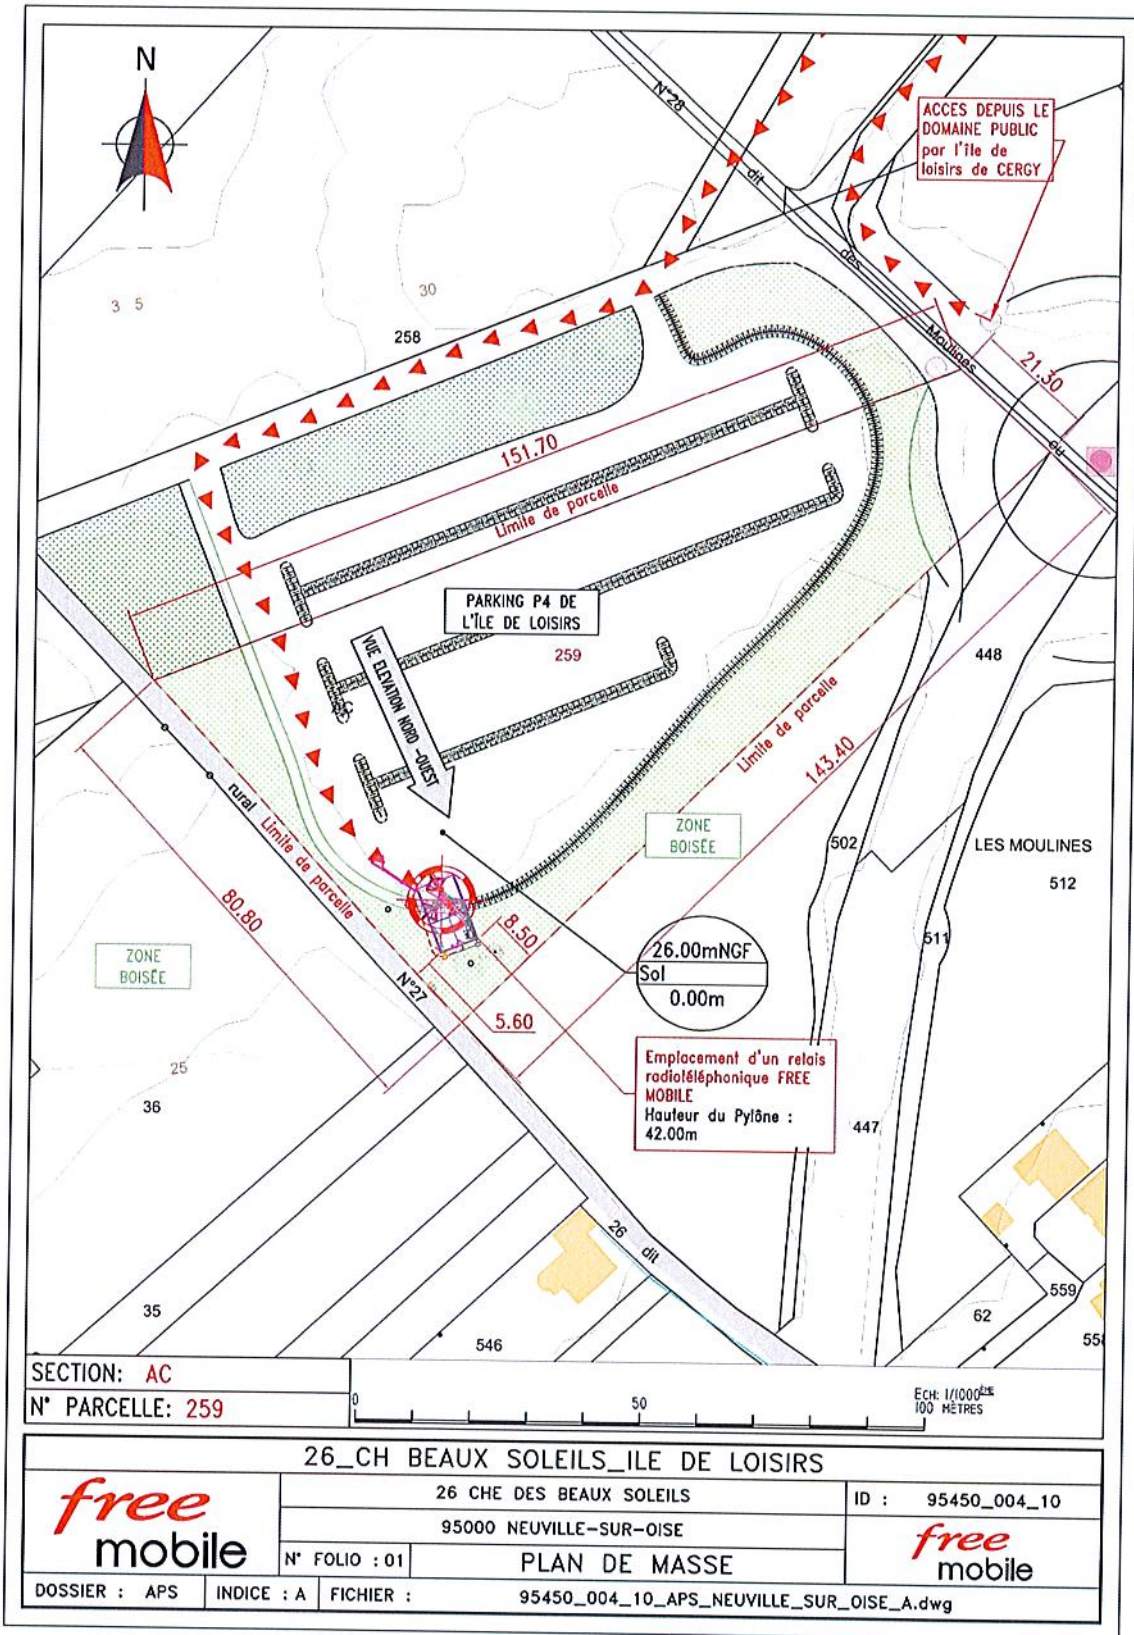 N
N°28
dit
des
Moulines
ou
ACCES DEPUIS LE
DOMAINE PUBLIC
par l'île de
loisirs de CERGY
3 5
30
258
21.30
151.70
Limite de parcelle
PARKING P4 DE
L'ÎLE DE LOISIRS
259
VUE ELEVATION NORD -OUEST
448
Limite de parcelle
143.40
rural
Limite de parcelle
ZONE
BOISÉE
502
LES MOULINES
512
80.80
8.50
511
ZONE
BOISÉE
26.00mNGF
Sol
0.00m
N°27
5.60
Emplacement d'un relais
radiotéléphonique FREE
MOBILE
Hauteur du Pylône :
42.00m
25
36
447
26
dit
35
546
559
62
558
SECTION: AC
N° PARCELLE: 259
0
50
ECH: 1/1000ÈME
100 MÈTRES
26_CH BEAUX SOLEILS_ILE DE LOISIRS
free
mobile
26 CHE DES BEAUX SOLEILS
ID : 95450_004_10
95000 NEUVILLE-SUR-OISE
free
mobile
N° FOLIO : 01
PLAN DE MASSE
DOSSIER : APS
INDICE : A
FICHIER : 95450_004_10_APS_NEUVILLE_SUR_OISE_A.dwg